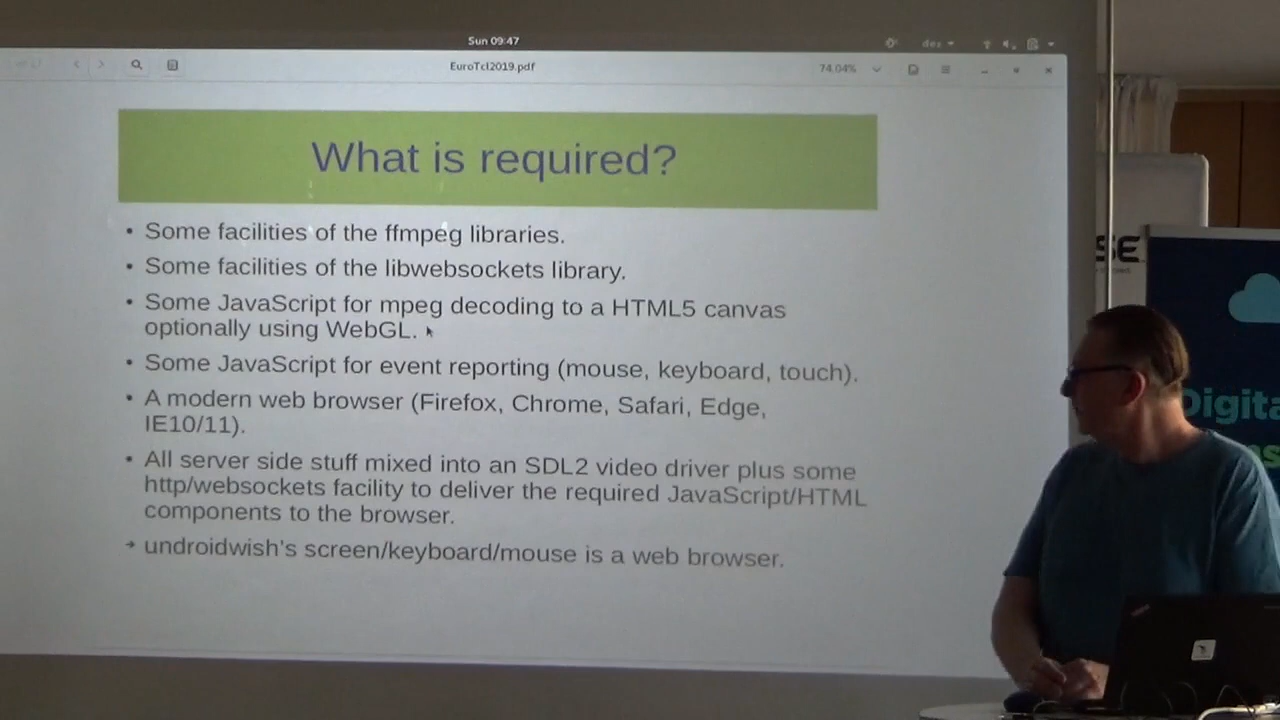 Sun 09:47
EuroTcl2019.pdf
74.04%
What is required?
• Some facilities of the ffmpeg libraries.
• Some facilities of the libwebsockets library.
• Some JavaScript for mpeg decoding to a HTML5 canvas
optionally using WebGL.
• Some JavaScript for event reporting (mouse, keyboard, touch).
• A modern web browser (Firefox, Chrome, Safari, Edge,
IE10/11).
• All server side stuff mixed into an SDL2 video driver plus some
http/websockets facility to deliver the required JavaScript/HTML
components to the browser.
➔ undroidwish's screen/keyboard/mouse is a web browser.
SE
Digita